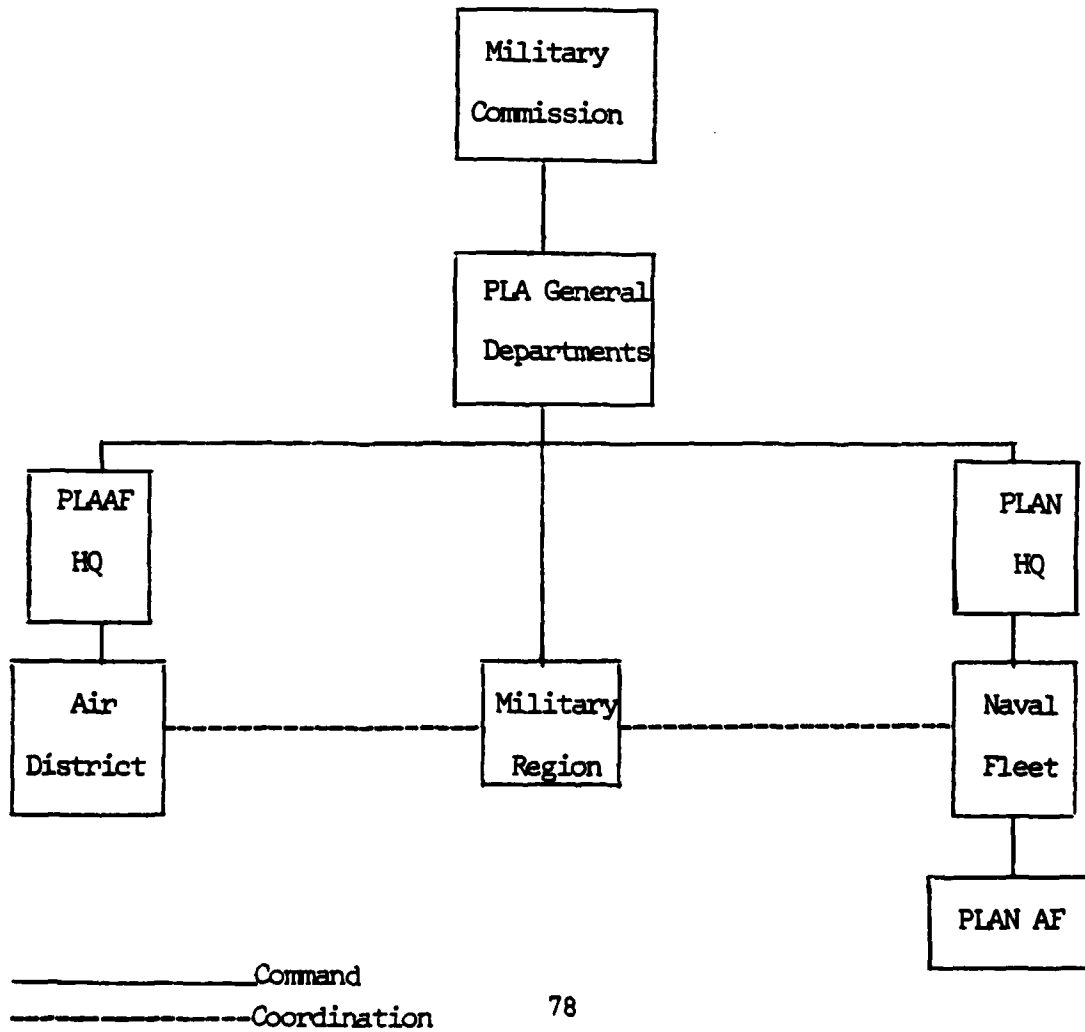 Military
Commission
PLA General
Departments
PLAAF
HQ
PLAN
HQ
Air
District
Military
Region
Naval
Fleet
PLAN AF
Command
Coordination
78